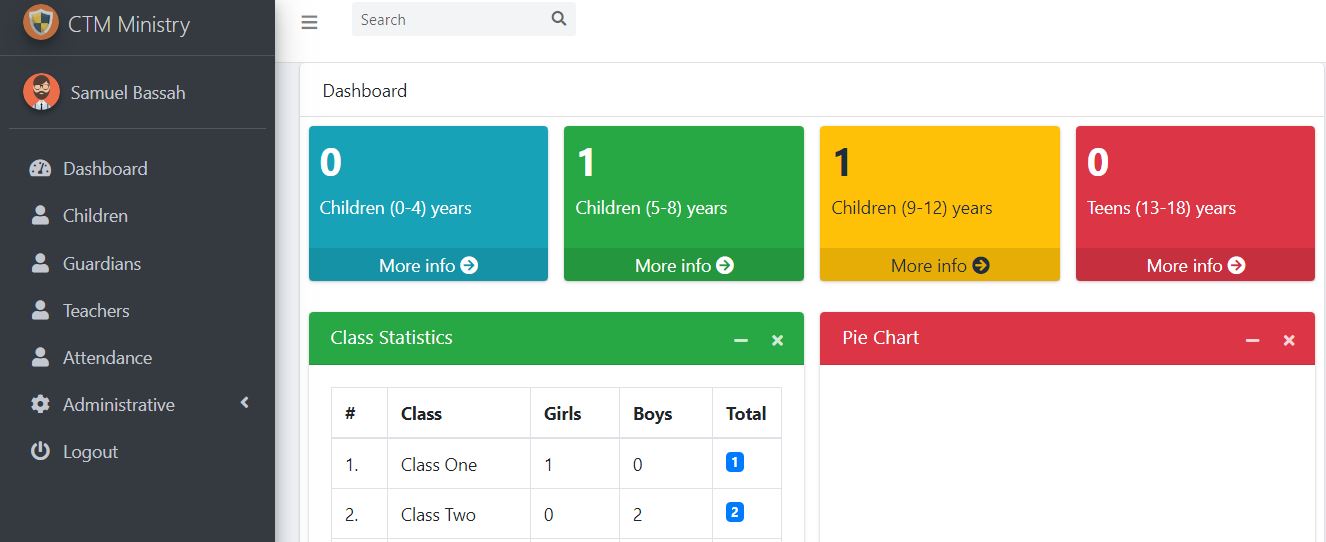 CTM Ministry
Search
Samuel Bassah
Dashboard
Children
Guardians
Teachers
Attendance
Administrative
Logout
Dashboard
0
Children (0-4) years
More info
1
Children (5-8) years
More info
1
Children (9-12) years
More info
0
Teens (13-18) years
More info
Class Statistics
# Class Girls Boys Total
1. Class One 1 0 1
2. Class Two 0 2 2
Pie Chart